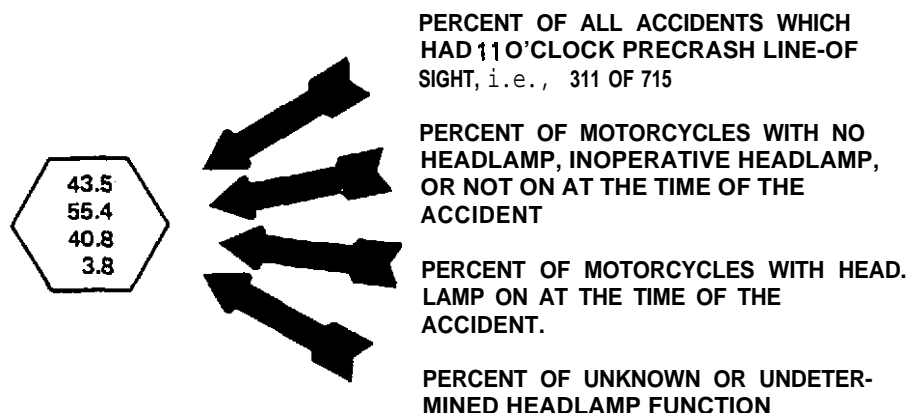 PERCENT OF ALL ACCIDENTS WHICH
HAD 11 O'CLOCK PRECRASH LINE-OF
SIGHT, i.e., 311 OF 715
43.5
55.4
40.8
3.8
PERCENT OF MOTORCYCLES WITH NO
HEADLAMP, INOPERATIVE HEADLAMP,
OR NOT ON AT THE TIME OF THE
ACCIDENT
PERCENT OF MOTORCYCLES WITH HEAD.
LAMP ON AT THE TIME OF THE
ACCIDENT.
PERCENT OF UNKNOWN OR UNDETER-
MINED HEADLAMP FUNCTION